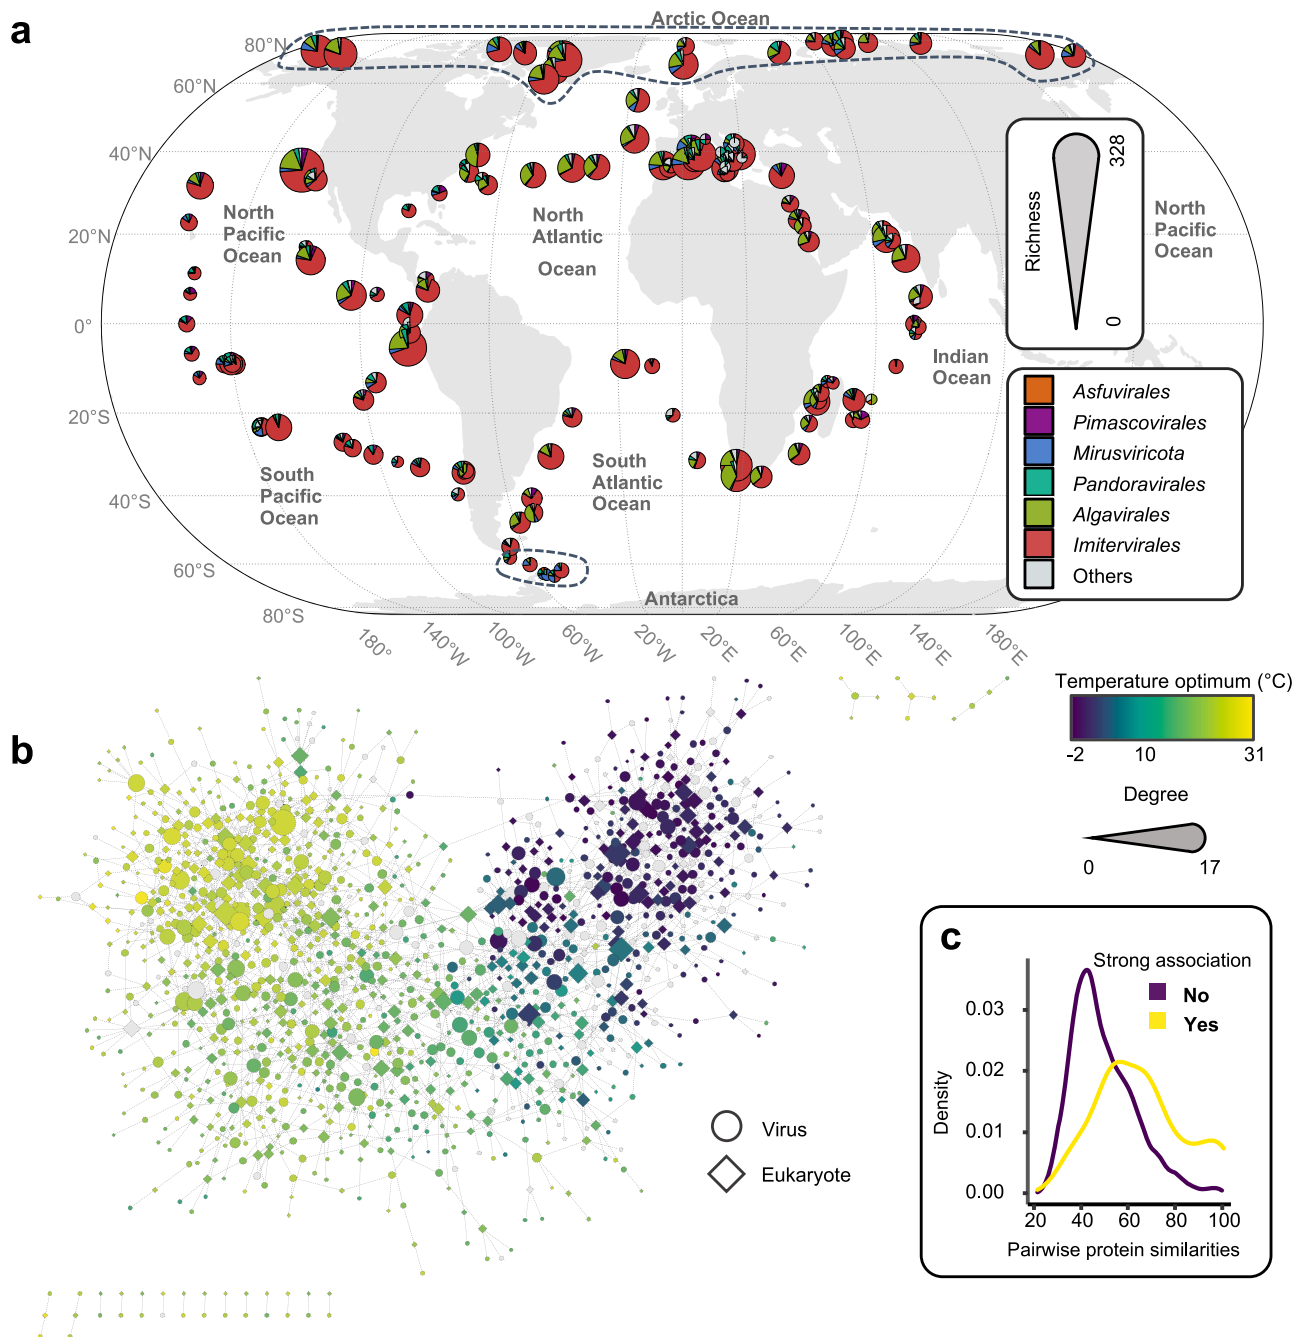 a
Arctic Ocean
80°N
60°N
40°N
20°N
0°
20°S
40°S
60°S
80°S
North
Pacific
Ocean
North
Atlantic
Ocean
North
Pacific
Ocean
Indian
Ocean
South
Pacific
Ocean
South
Atlantic
Ocean
Antarctica
180°
140°W
100°W
60°W
20°W
20°E
60°E
100°E
140°E
180°E
Richness
328
0
Asfuvirales
Pimascovirales
Mirusviricota
Pandoravirales
Algavirales
Imitervirales
Others
b
Temperature optimum (°C)
-2 10 31
Degree
0 17
Virus
Eukaryote
c
Strong association
No
Yes
Density
0.03
0.02
0.01
0.00
20 40 60 80 100
Pairwise protein similarities